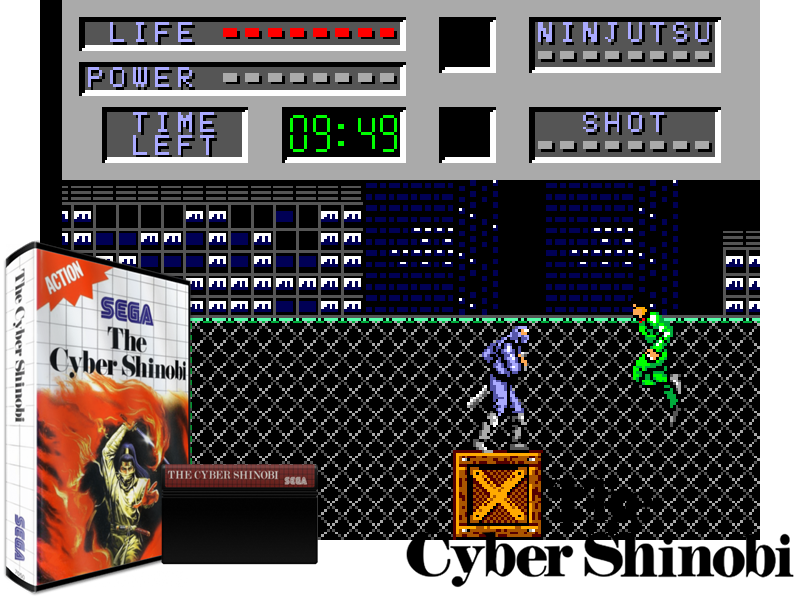 LIFE
NINJUTSU
POWER
TIME
LEFT
09:49
SHOT
ACTION
SEGA
The
Cyber Shinobi
The Cyber Shinobi
SEGA
THE CYBER SHINOBI
SEGA
The
Cyber Shinobi